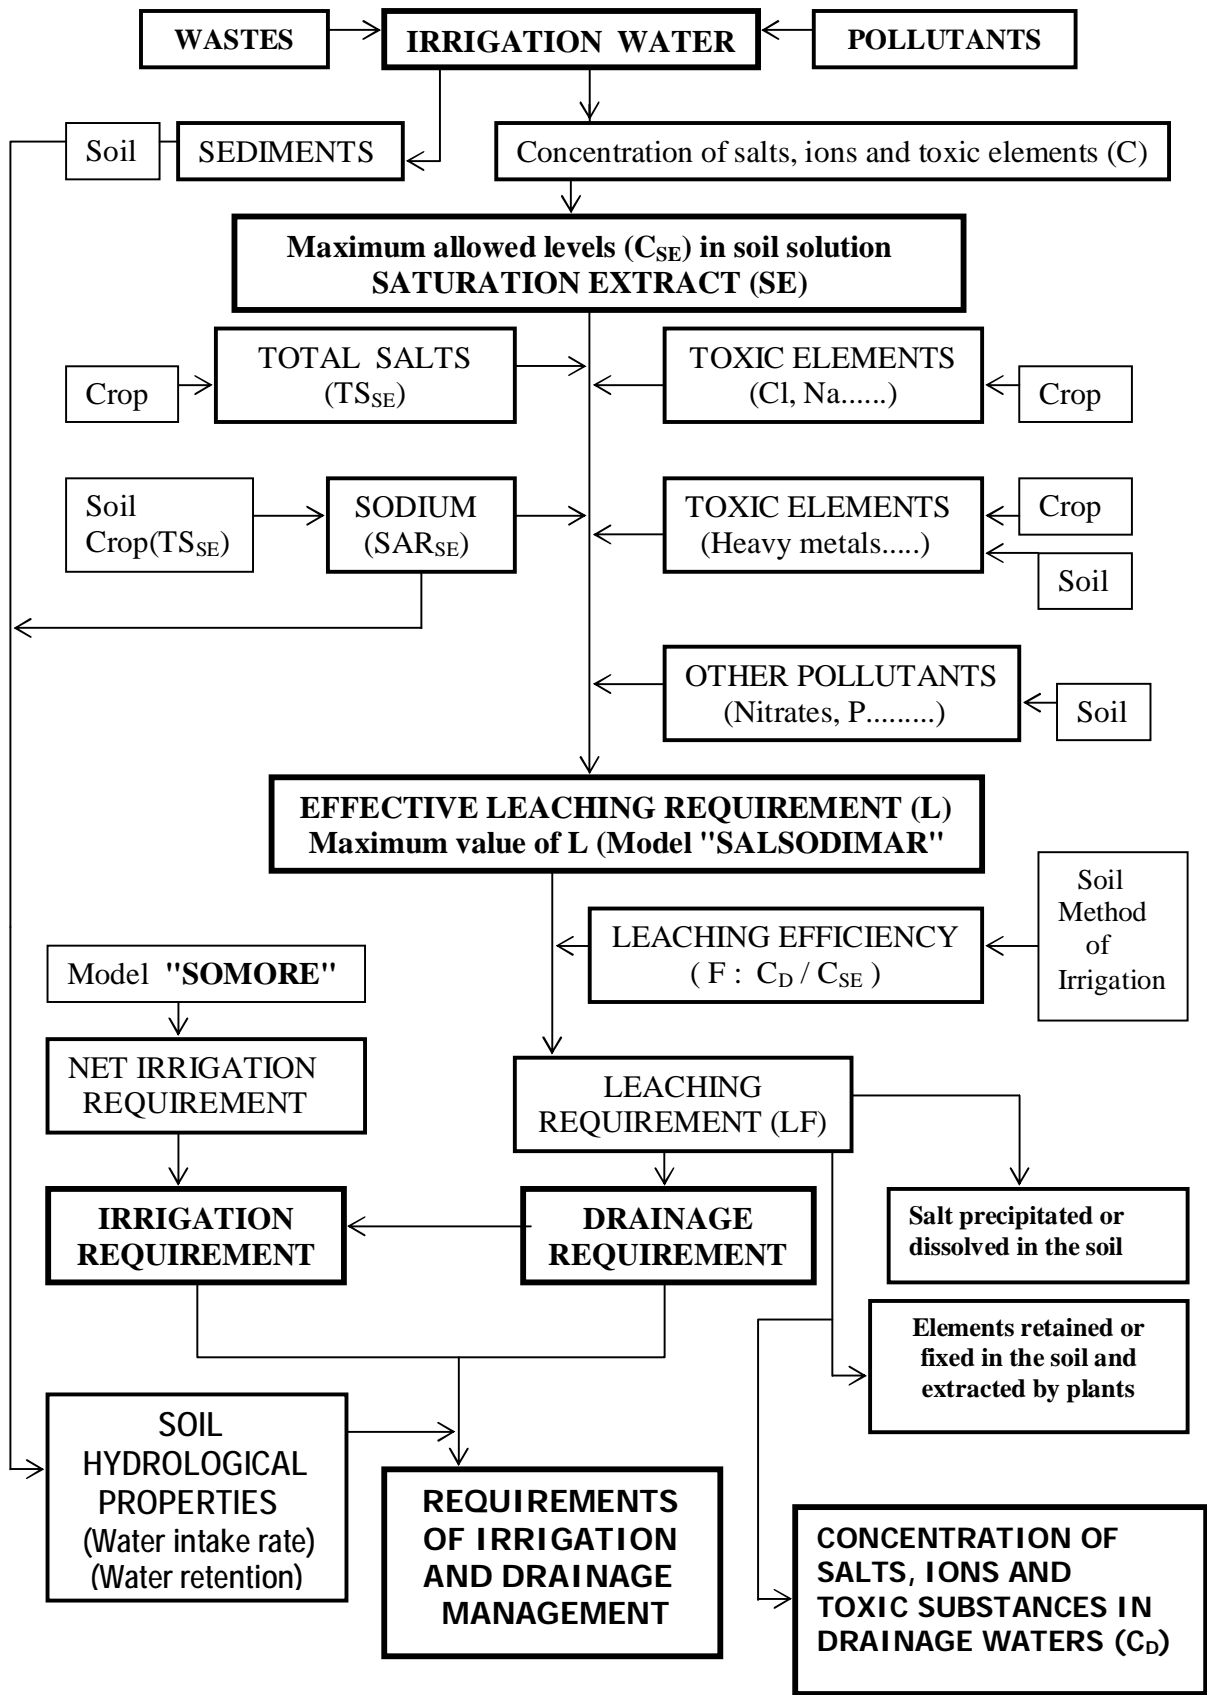 WASTES
IRRIGATION WATER
POLLUTANTS
Soil
SEDIMENTS
Concentration of salts, ions and toxic elements (C)
Maximum allowed levels (CSE) in soil solution
SATURATION EXTRACT (SE)
TOTAL SALTS
(TSSE)
TOXIC ELEMENTS
(Cl, Na......)
Crop
Crop
Soil
Crop(TSSE)
SODIUM
(SARSE)
TOXIC ELEMENTS
(Heavy metals.....)
Crop
Soil
OTHER POLLUTANTS
(Nitrates, P.........)
Soil
EFFECTIVE LEACHING REQUIREMENT (L)
Maximum value of L (Model "SALSODIMAR"
LEACHING EFFICIENCY
( F : CD / CSE )
Soil
Method
of
Irrigation
Model "SOMORE"
NET IRRIGATION
REQUIREMENT
LEACHING
REQUIREMENT (LF)
IRRIGATION
REQUIREMENT
DRAINAGE
REQUIREMENT
Salt precipitated or
dissolved in the soil
Elements retained or
fixed in the soil and
extracted by plants
SOIL
HYDROLOGICAL
PROPERTIES
(Water intake rate)
(Water retention)
REQUIREMENTS
OF IRRIGATION
AND DRAINAGE
MANAGEMENT
CONCENTRATION OF
SALTS, IONS AND
TOXIC SUBSTANCES IN
DRAINAGE WATERS (CD)